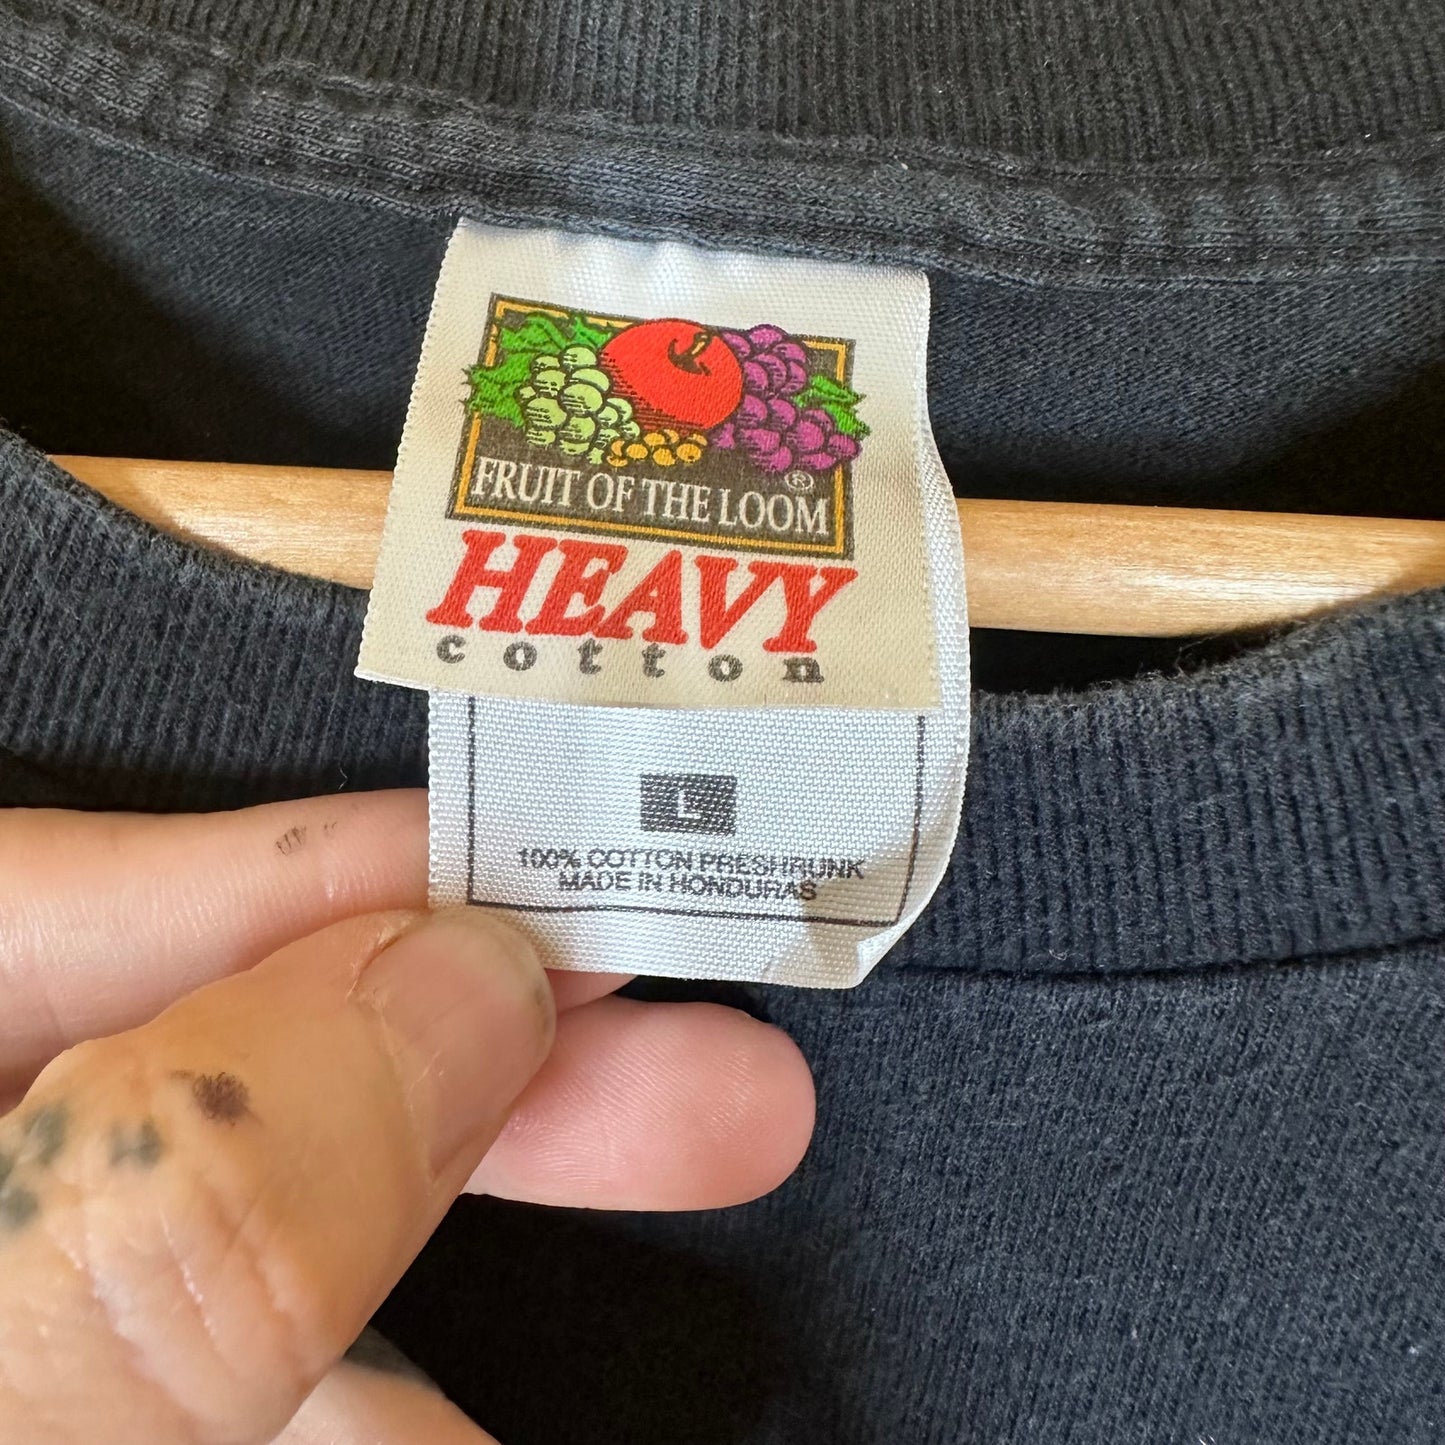 FRUIT OF THE LOOM ®
HEAVY
cotton
L
100% COTTON PRESHRUNK
MADE IN HONDURAS